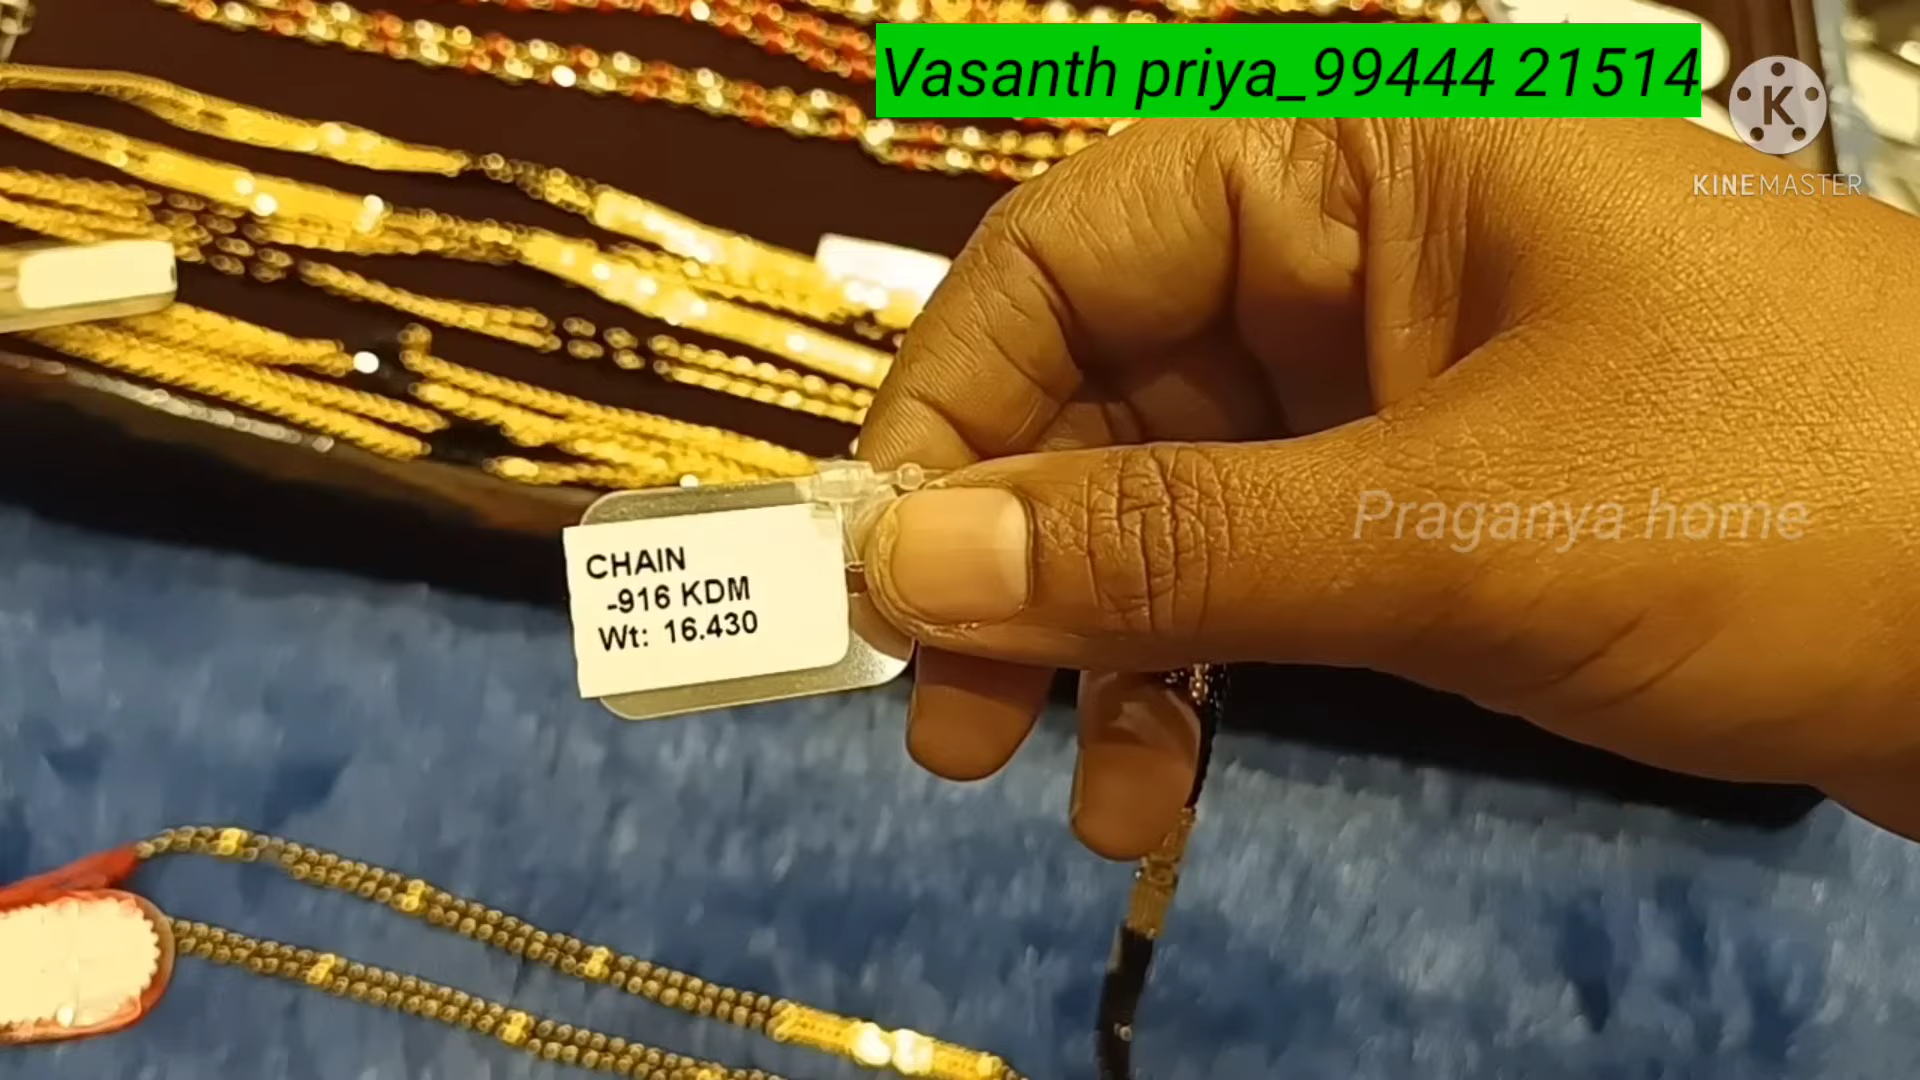 Vasanth priya_99444 21514
K
KINEMASTER
Praganya home
CHAIN
-916 KDM
Wt: 16.430